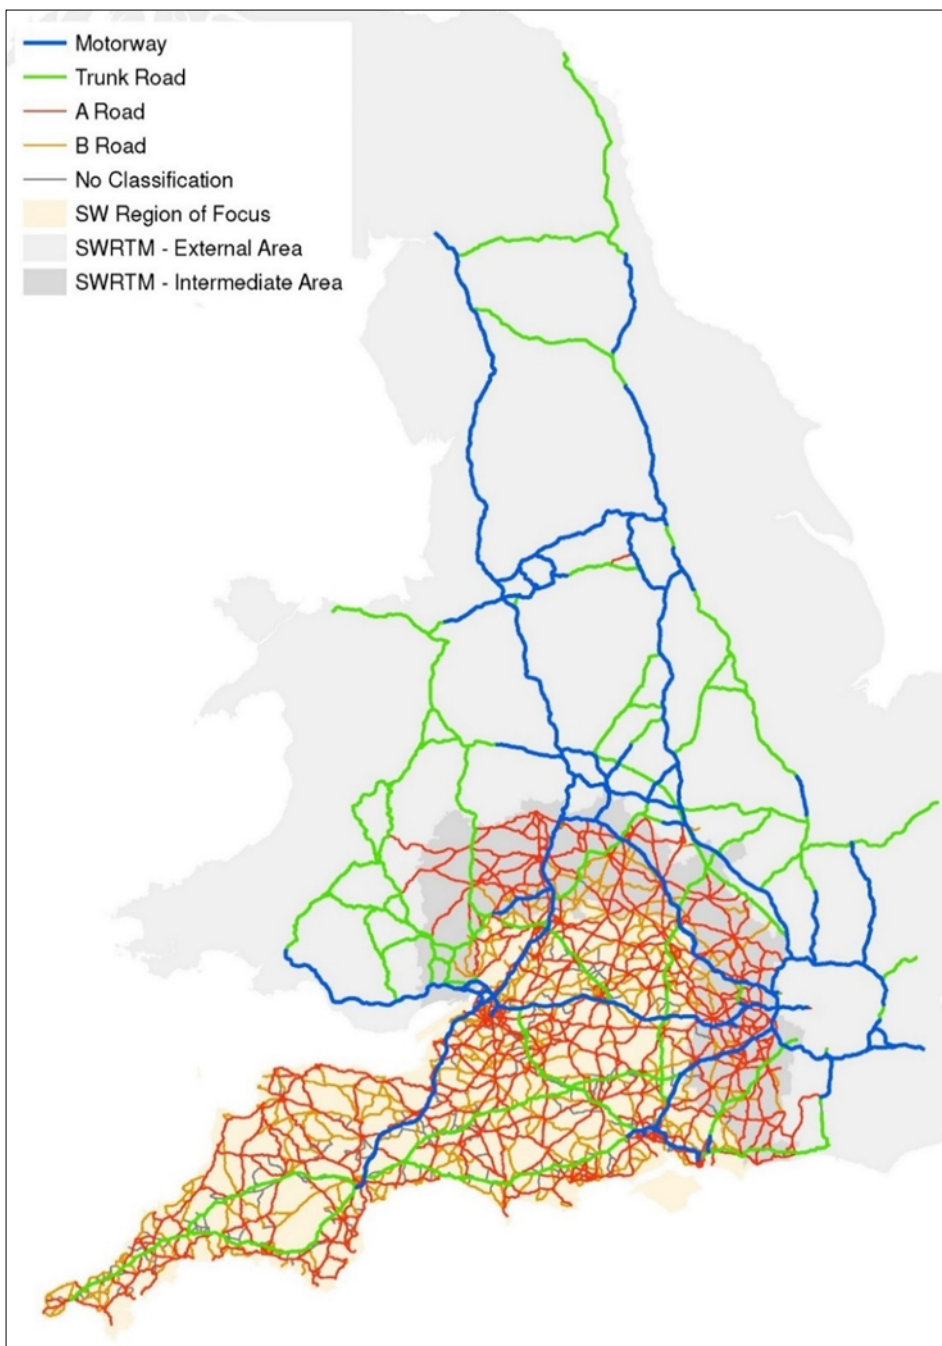 Motorway
Trunk Road
A Road
B Road
No Classification
SW Region of Focus
SWRTM - External Area
SWRTM - Intermediate Area